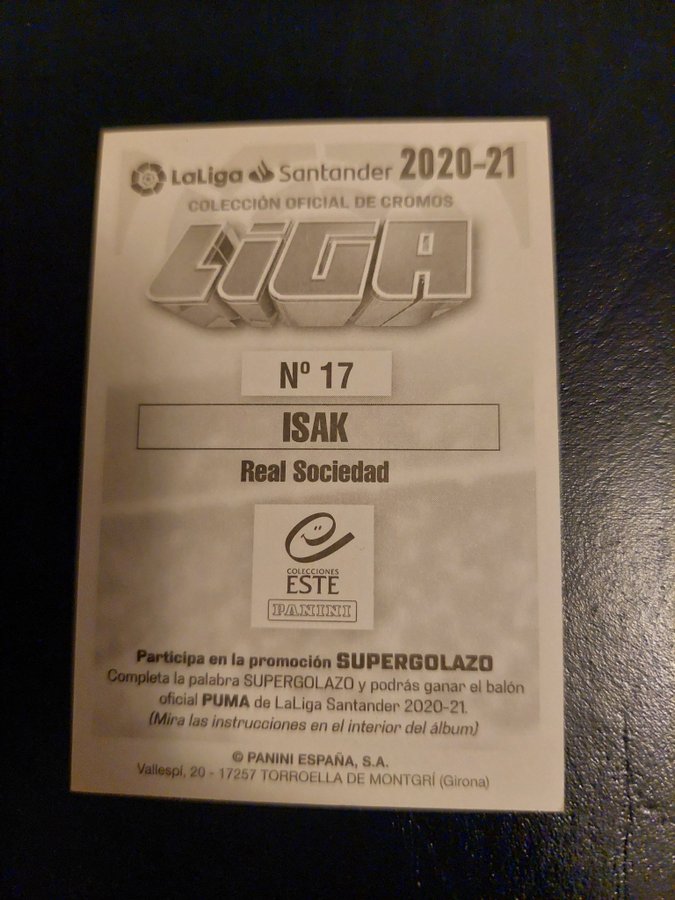 LaLiga Santander 2020-21
COLECCIÓN OFICIAL DE CROMOS
LiGA
Nº 17
ISAK
Real Sociedad
COLECCIONES
ESTE
PANINI
Participa en la promoción SUPERGOLAZO
Completa la palabra SUPERGOLAZO y podrás ganar el balón
oficial PUMA de LaLiga Santander 2020-21.
(Mira las instrucciones en el interior del álbum)
© PANINI ESPAÑA, S.A.
Vallespí, 20 - 17257 TORROELLA DE MONTGRÍ (Girona)